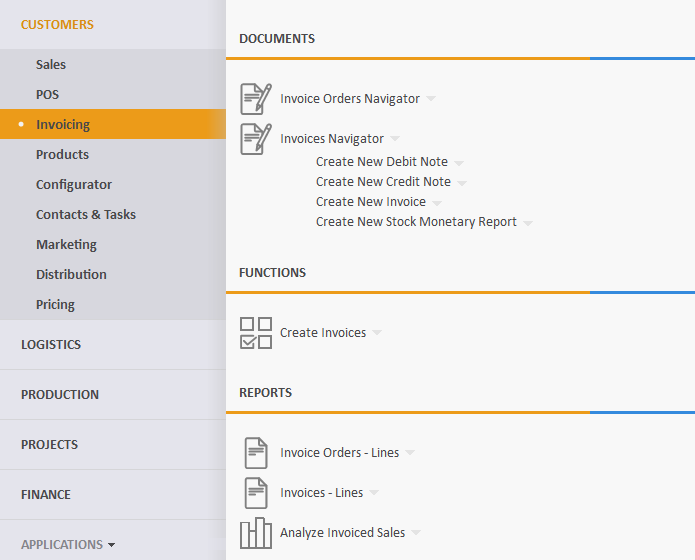 CUSTOMERS
Sales
POS
Invoicing
Products
Configurator
Contacts & Tasks
Marketing
Distribution
Pricing
LOGISTICS
PRODUCTION
PROJECTS
FINANCE
APPLICATIONS
DOCUMENTS
Invoice Orders Navigator
Invoices Navigator
Create New Debit Note
Create New Credit Note
Create New Invoice
Create New Stock Monetary Report
FUNCTIONS
Create Invoices
REPORTS
Invoice Orders - Lines
Invoices - Lines
Analyze Invoiced Sales